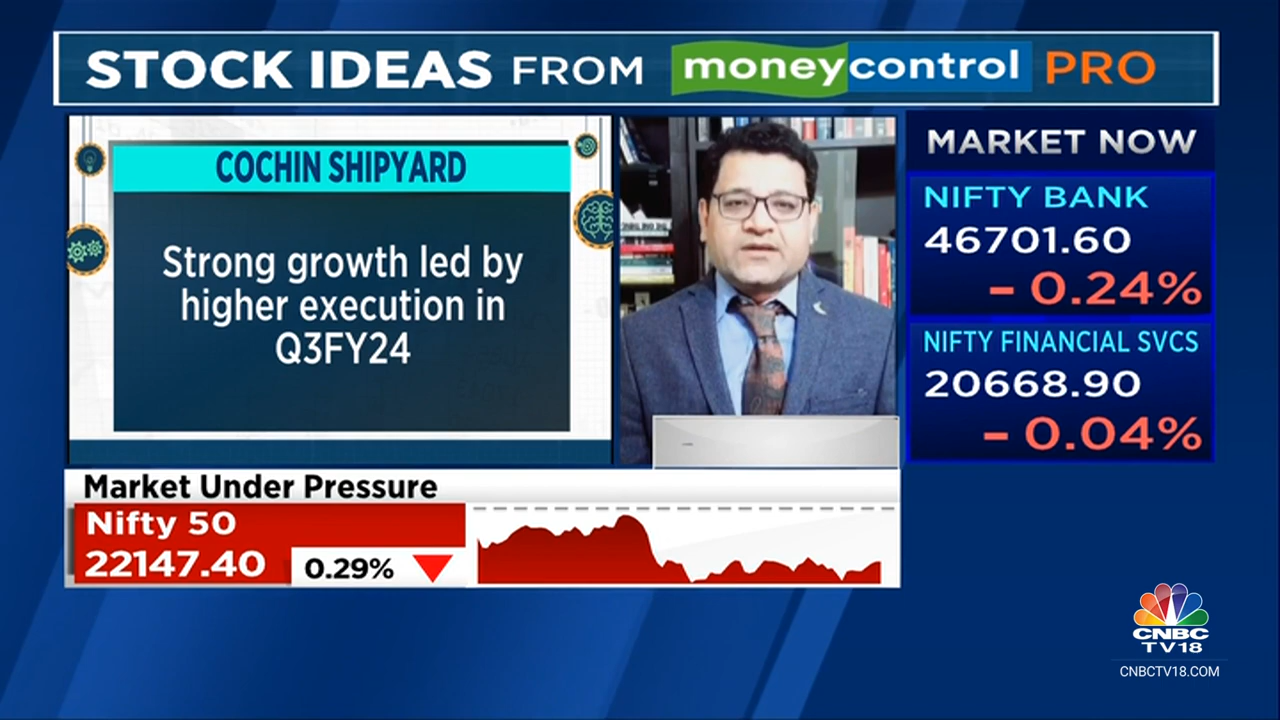 STOCK IDEAS FROM moneycontrol PRO
COCHIN SHIPYARD
Strong growth led by
higher execution in
Q3FY24
MARKET NOW
NIFTY BANK
46701.60
– 0.24%
NIFTY FINANCIAL SVCS
20668.90
– 0.04%
Market Under Pressure
Nifty 50
22147.40
0.29%
CNBC
TV18
CNBCTV18.COM